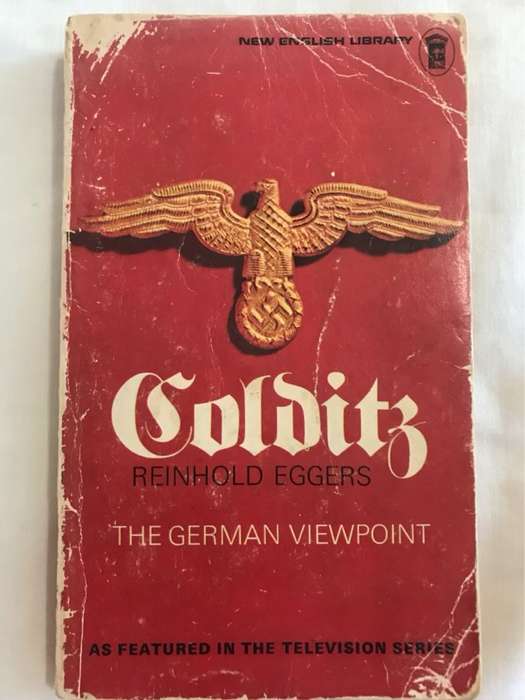 NEW ENGLISH LIBRARY
Colditz
REINHOLD EGGERS
THE GERMAN VIEWPOINT
AS FEATURED IN THE TELEVISION SERIES